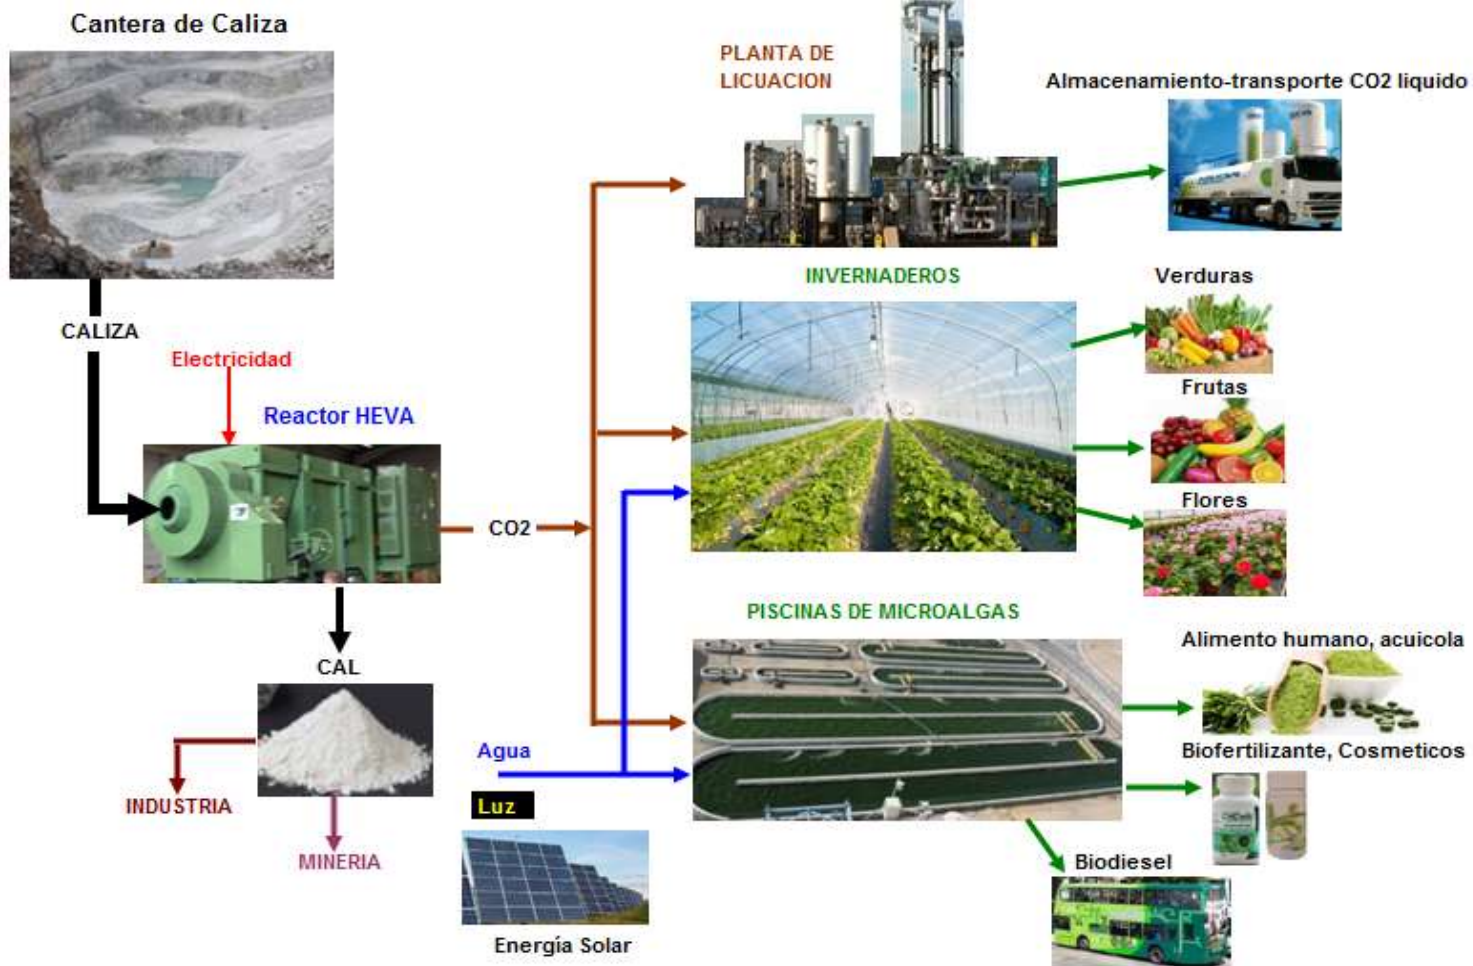 Cantera de Caliza
PLANTA DE
LICUACION
Almacenamiento-transporte CO2 liquido
INVERNADEROS
Verduras
CALIZA
Electricidad
Frutas
Reactor HEVA
Flores
CO2
PISCINAS DE MICROALGAS
Alimento humano, acuicola
CAL
Agua
Biofertilizante, Cosmeticos
Luz
INDUSTRIA
MINERIA
Biodiesel
Energía Solar